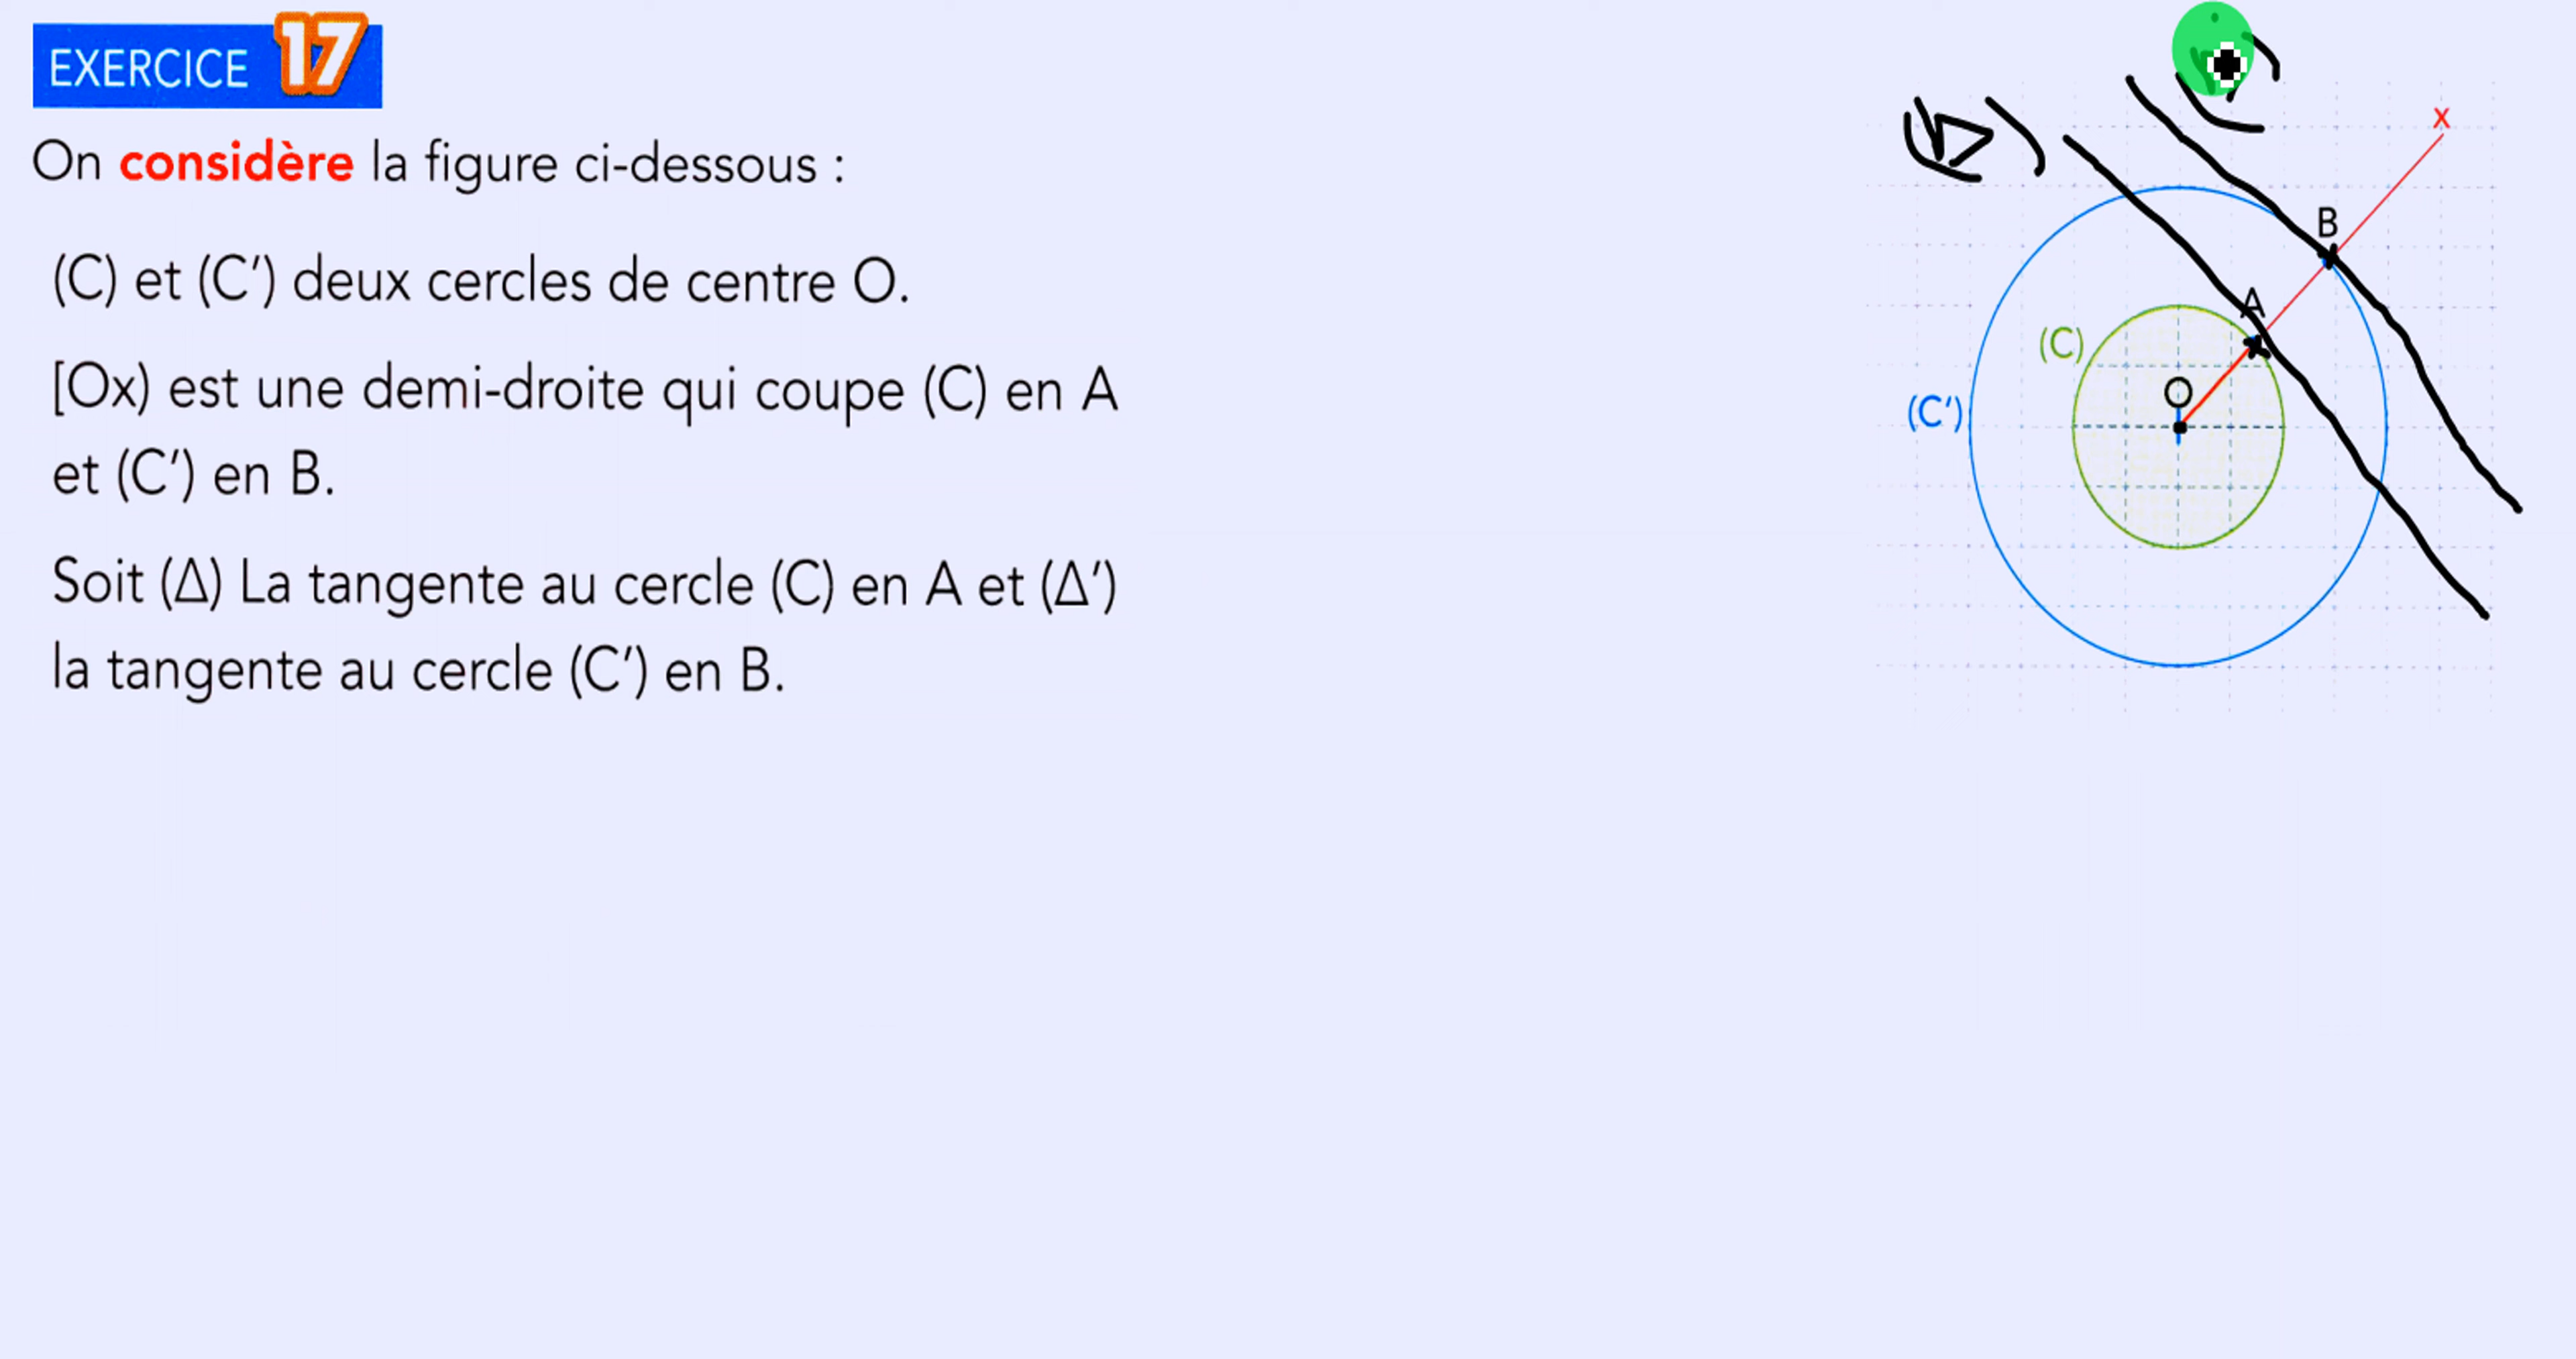 EXERCICE 17
On considère la figure ci-dessous :
(C) et (C') deux cercles de centre O.
[Ox) est une demi-droite qui coupe (C) en A
et (C') en B.
Soit (Δ) La tangente au cercle (C) en A et (Δ')
la tangente au cercle (C') en B.
(Δ)
x
B
A
(C)
O
(C')